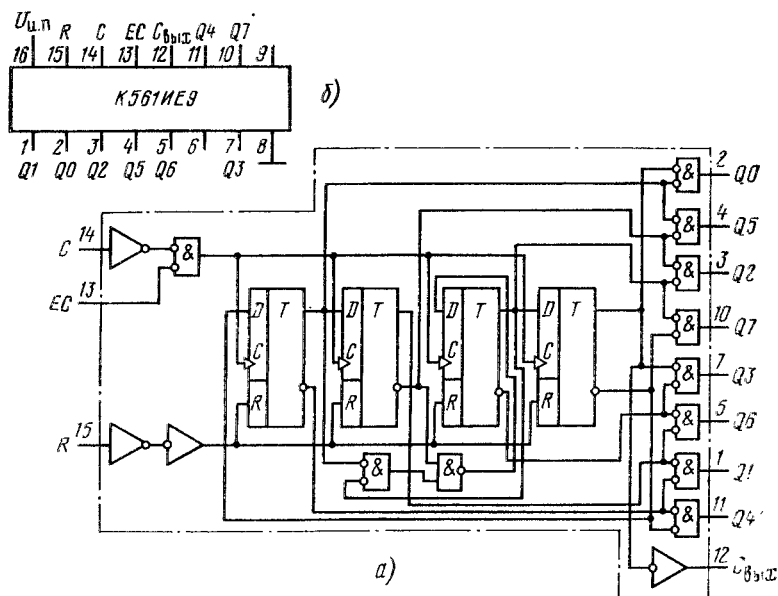 Uи.п R C EC Cвых Q4 Q7
16 15 14 13 12 11 10 9
К561ИЕ9
б)
1 2 3 4 5 6 7 8
Q1 Q0 Q2 Q5 Q6 Q3
& 2 Q0
& 4 Q5
C 14 &
& 3 Q2
EC 13
D T D T D T D T
& 10 Q7
C C C C
& 7 Q3
R R R R
& 5 Q6
R 15
& &
& 1 Q1
& 11 Q4
а)
12 Cвых